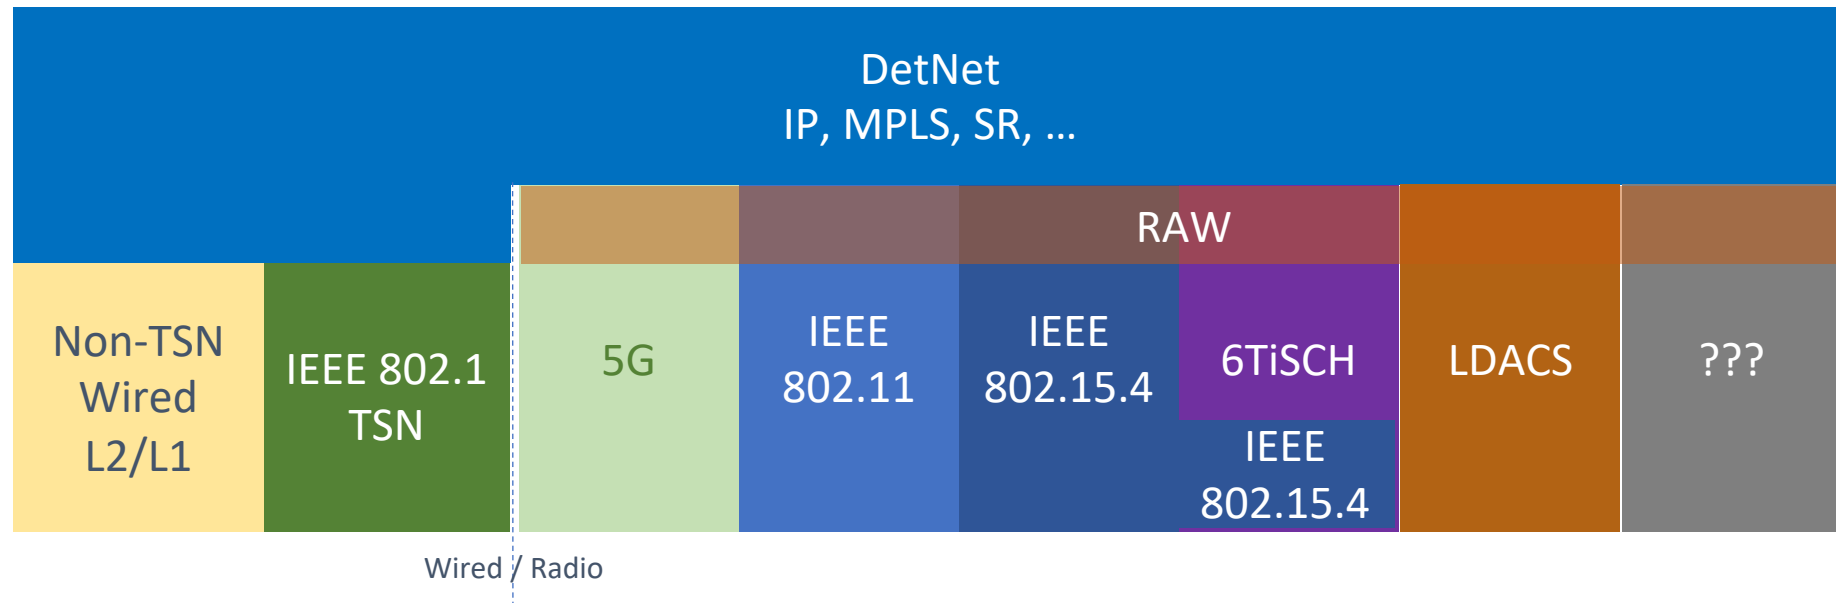 DetNet
IP, MPLS, SR, …
RAW
Non-TSN
Wired
L2/L1
IEEE 802.1
TSN
5G
IEEE
802.11
IEEE
802.15.4
6TiSCH
IEEE
802.15.4
LDACS
???
Wired / Radio